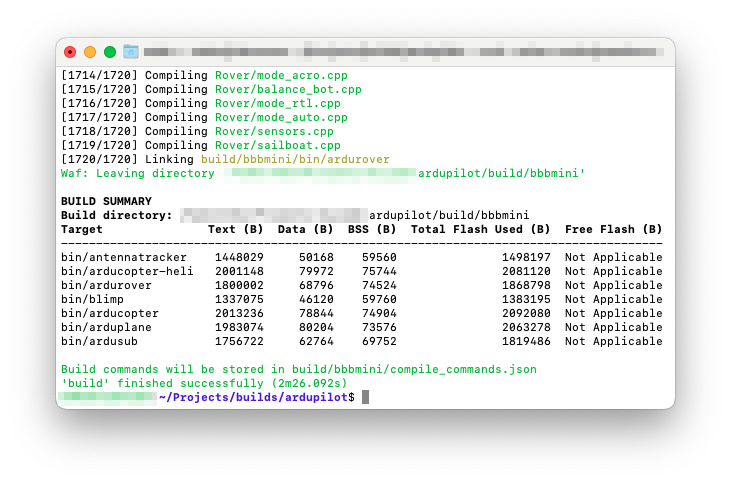 [1714/1720] Compiling Rover/mode_acro.cpp
[1715/1720] Compiling Rover/balance_bot.cpp
[1716/1720] Compiling Rover/mode_rtl.cpp
[1717/1720] Compiling Rover/mode_auto.cpp
[1718/1720] Compiling Rover/sensors.cpp
[1719/1720] Compiling Rover/sailboat.cpp
[1720/1720] Linking build/bbbmini/bin/ardurover
Waf: Leaving directory ardupilot/build/bbbmini'
BUILD SUMMARY
Build directory: ardupilot/build/bbbmini
Target Text (B) Data (B) BSS (B) Total Flash Used (B) Free Flash (B)
bin/antennatracker 1448029 50168 59560 1498197 Not Applicable
bin/arducopter-heli 2001148 79972 75744 2081120 Not Applicable
bin/ardurover 1800002 68796 74524 1868798 Not Applicable
bin/blimp 1337075 46120 59760 1383195 Not Applicable
bin/arducopter 2013236 78844 74904 2092080 Not Applicable
bin/arduplane 1983074 80204 73576 2063278 Not Applicable
bin/ardusub 1756722 62764 69752 1819486 Not Applicable
Build commands will be stored in build/bbbmini/compile_commands.json
'build' finished successfully (2m26.092s)
~/Projects/builds/ardupilot$